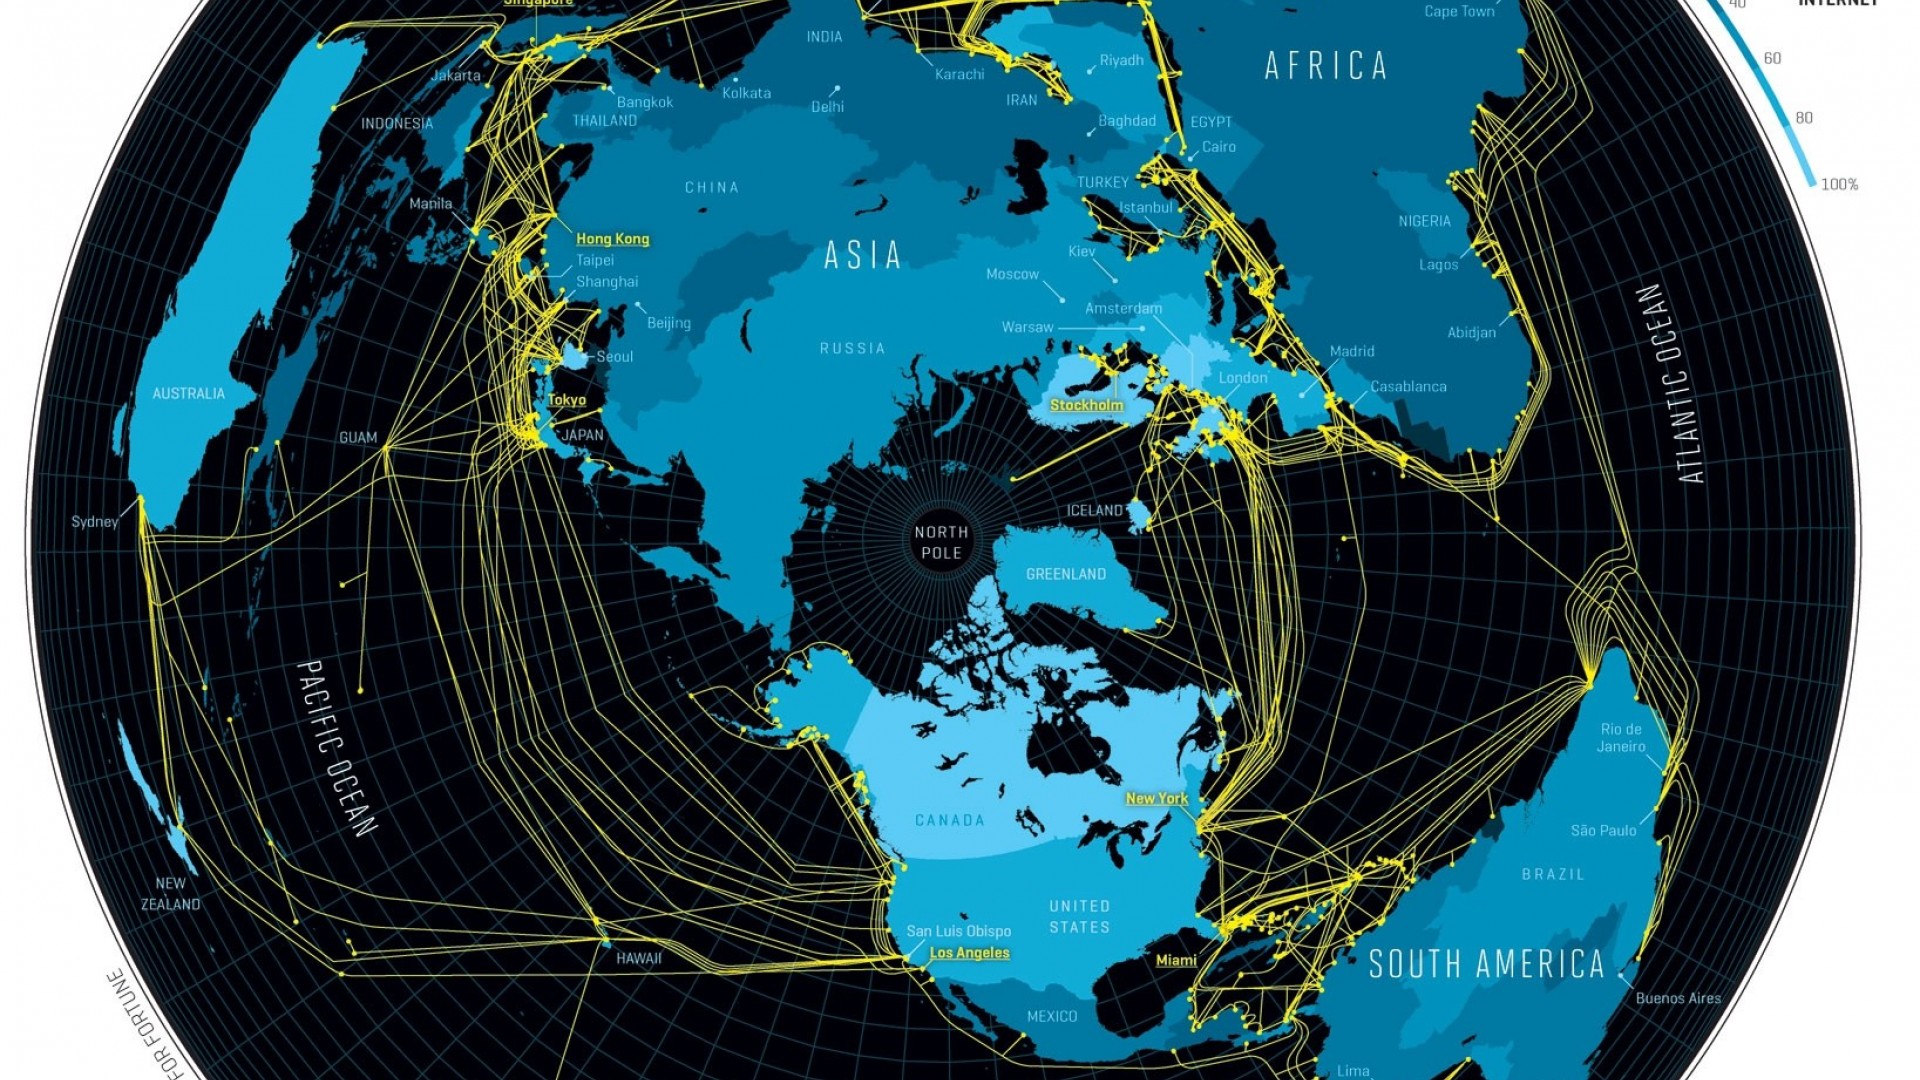 Singapore
40
INTERNET
Cape Town
INDIA
AFRICA
60
Riyadh
Karachi
Jakarta
Kolkata
Delhi
IRAN
Bangkok
80
INDONESIA
THAILAND
Baghdad
EGYPT
Cairo
CHINA
TURKEY
100%
Manila
Istanbul
NIGERIA
Hong Kong
ASIA
Kiev
Taipei
Moscow
Lagos
Shanghai
Amsterdam
ATLANTIC OCEAN
Beijing
Warsaw
Abidjan
RUSSIA
Seoul
Madrid
London
Casablanca
AUSTRALIA
Tokyo
Stockholm
GUAM
JAPAN
Sydney
ICELAND
NORTH
POLE
GREENLAND
PACIFIC OCEAN
Rio de
Janeiro
New York
CANADA
São Paulo
NEW
ZEALAND
BRAZIL
UNITED
STATES
San Luis Obispo
Los Angeles
HAWAII
Miami
SOUTH AMERICA
Buenos Aires
MEXICO
FOR FORTUNE
Lima